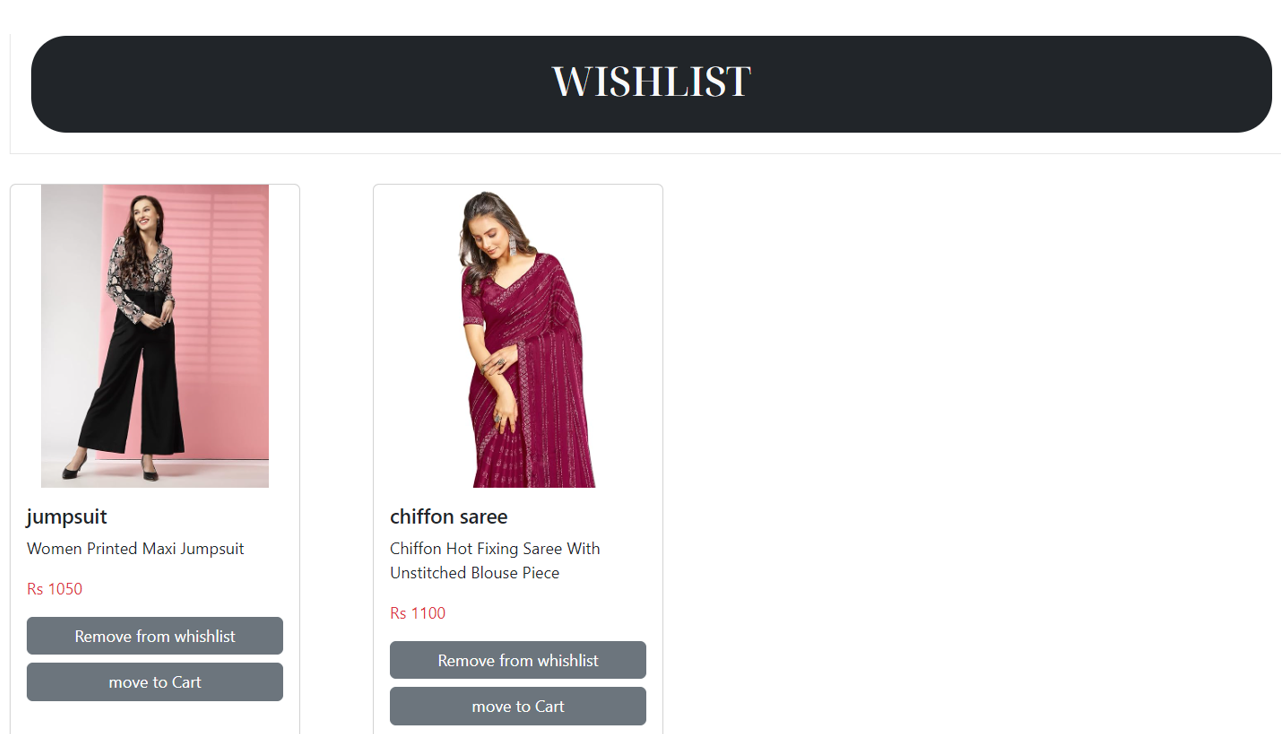 WISHLIST
jumpsuit
Women Printed Maxi Jumpsuit
Rs 1050
Remove from whishlist
move to Cart
chiffon saree
Chiffon Hot Fixing Saree With
Unstitched Blouse Piece
Rs 1100
Remove from whishlist
move to Cart